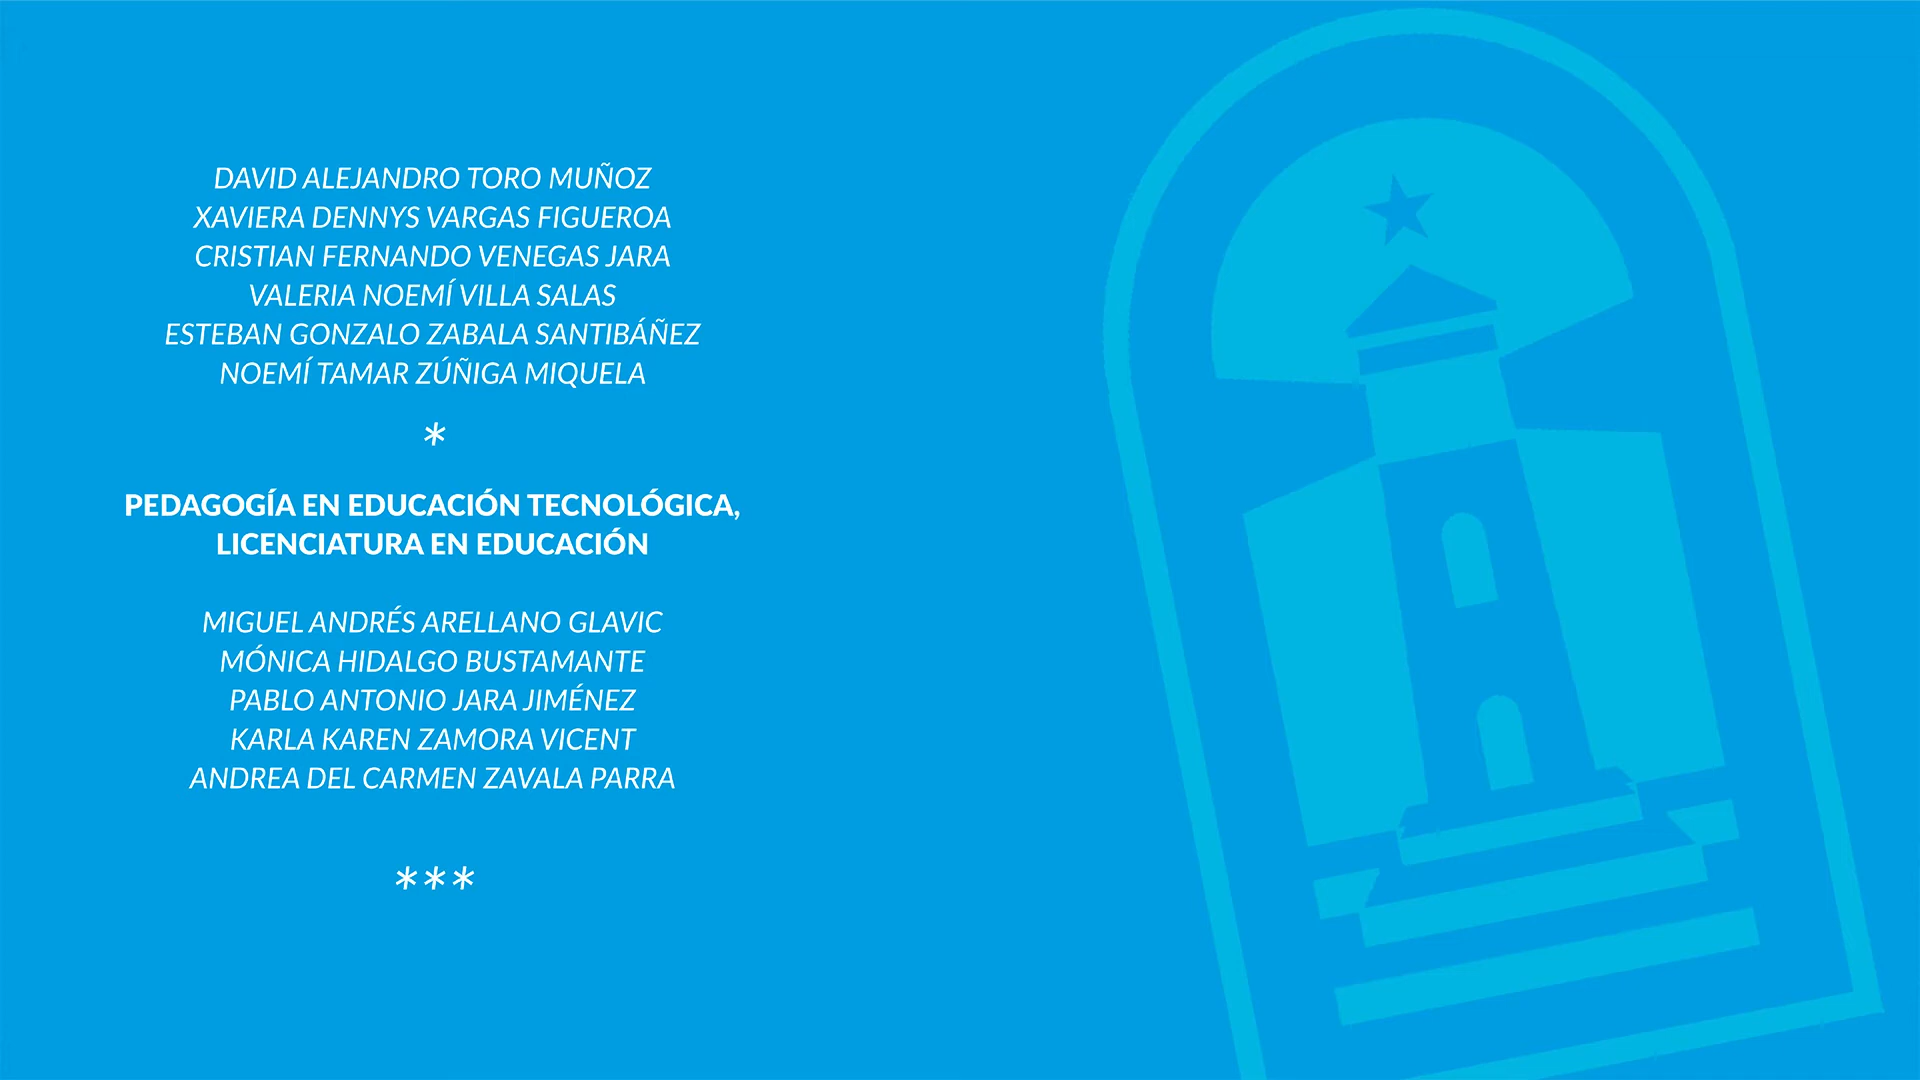 DAVID ALEJANDRO TORO MUÑOZ
XAVIERA DENNYS VARGAS FIGUEROA
CRISTIAN FERNANDO VENEGAS JARA
VALERIA NOEMÍ VILLA SALAS
ESTEBAN GONZALO ZABALA SANTIBÁÑEZ
NOEMÍ TAMAR ZÚÑIGA MIQUELA
*
PEDAGOGÍA EN EDUCACIÓN TECNOLÓGICA,
LICENCIATURA EN EDUCACIÓN
MIGUEL ANDRÉS ARELLANO GLAVIC
MÓNICA HIDALGO BUSTAMANTE
PABLO ANTONIO JARA JIMÉNEZ
KARLA KAREN ZAMORA VICENT
ANDREA DEL CARMEN ZAVALA PARRA
***